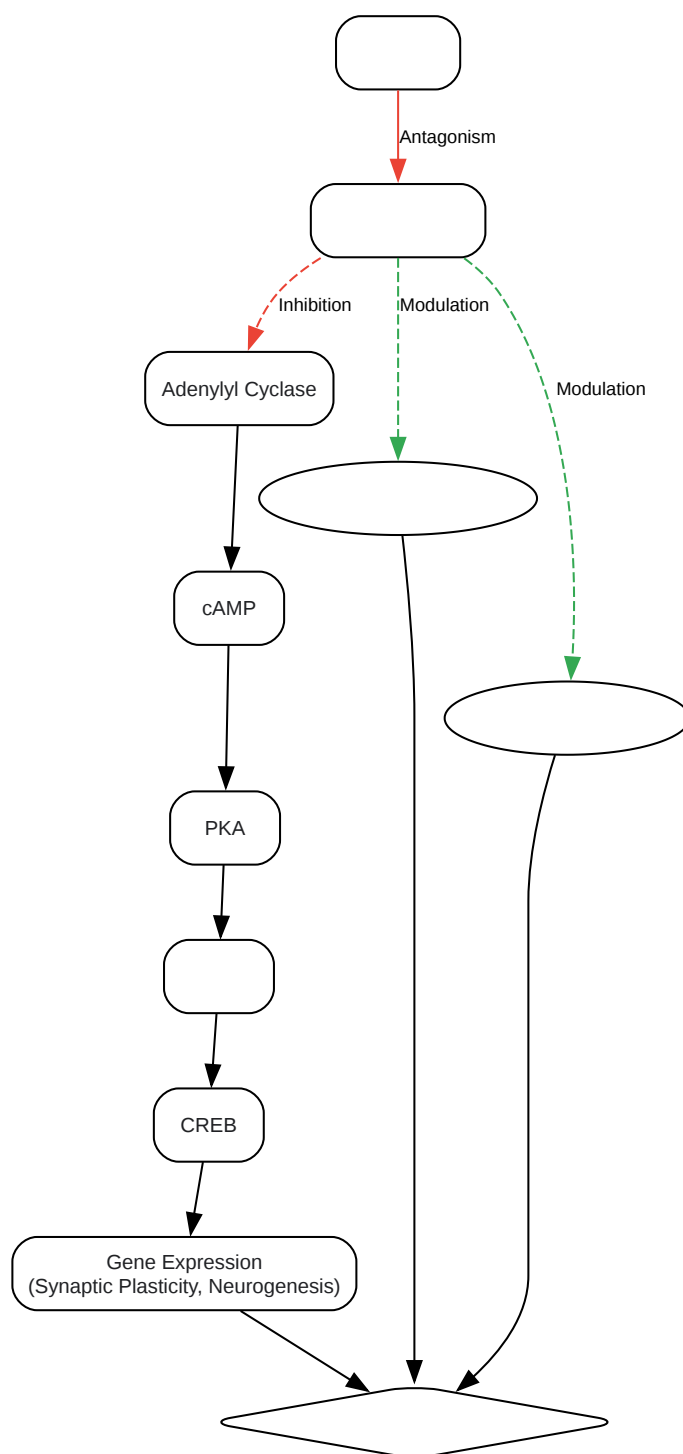 Antagonism
Inhibition
Modulation
Modulation
Adenylyl Cyclase
cAMP
PKA
CREB
Gene Expression
(Synaptic Plasticity, Neurogenesis)